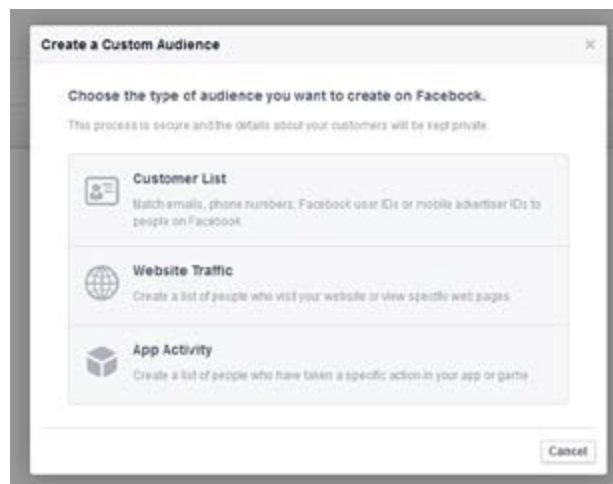 Create a Custom Audience
Choose the type of audience you want to create on Facebook.
This process is secure and the details about your customers will be kept private.
Customer List
Match emails, phone numbers, Facebook user IDs or mobile advertiser IDs to
people on Facebook
Website Traffic
Create a list of people who visit your website or view specific web pages
App Activity
Create a list of people who have taken a specific action in your app or game
Cancel